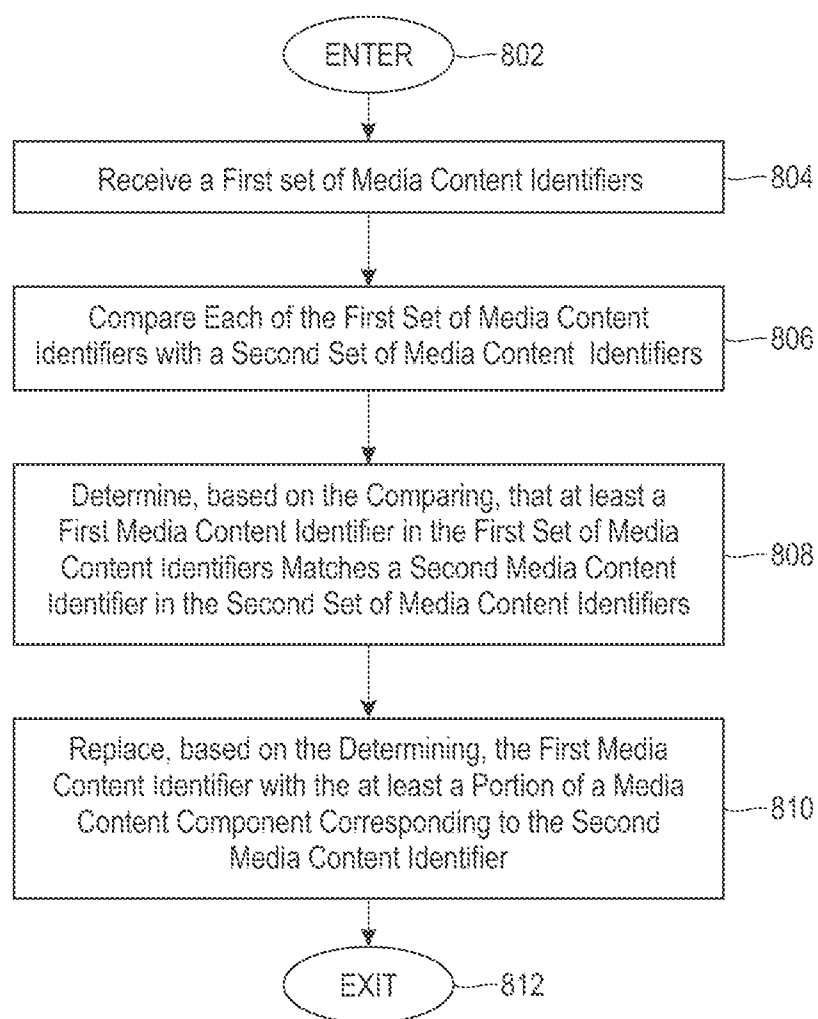 ENTER 802
Receive a First set of Media Content Identifiers 804
Compare Each of the First Set of Media Content
Identifiers with a Second Set of Media Content Identifiers
806
Determine, based on the Comparing, that at least a
First Media Content Identifier in the First Set of Media
Content Identifiers Matches a Second Media Content
Identifier in the Second Set of Media Content Identifiers
808
Replace, based on the Determining, the First Media
Content Identifier with the at least a Portion of a Media
Content Component Corresponding to the Second
Media Content Identifier
810
EXIT 812